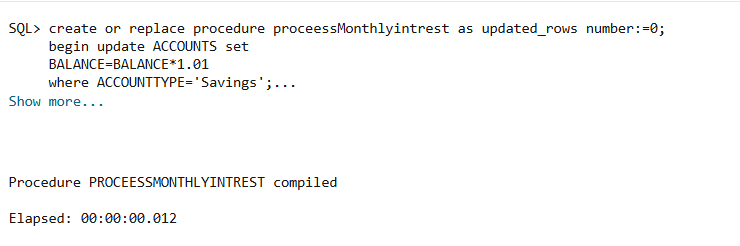 SQL> create or replace procedure proceessMonthlyintrest as updated_rows number:=0;
begin update ACCOUNTS set
BALANCE=BALANCE*1.01
where ACCOUNTTYPE='Savings';...
Show more...
Procedure PROCEESSMONTHLYINTREST compiled
Elapsed: 00:00:00.012